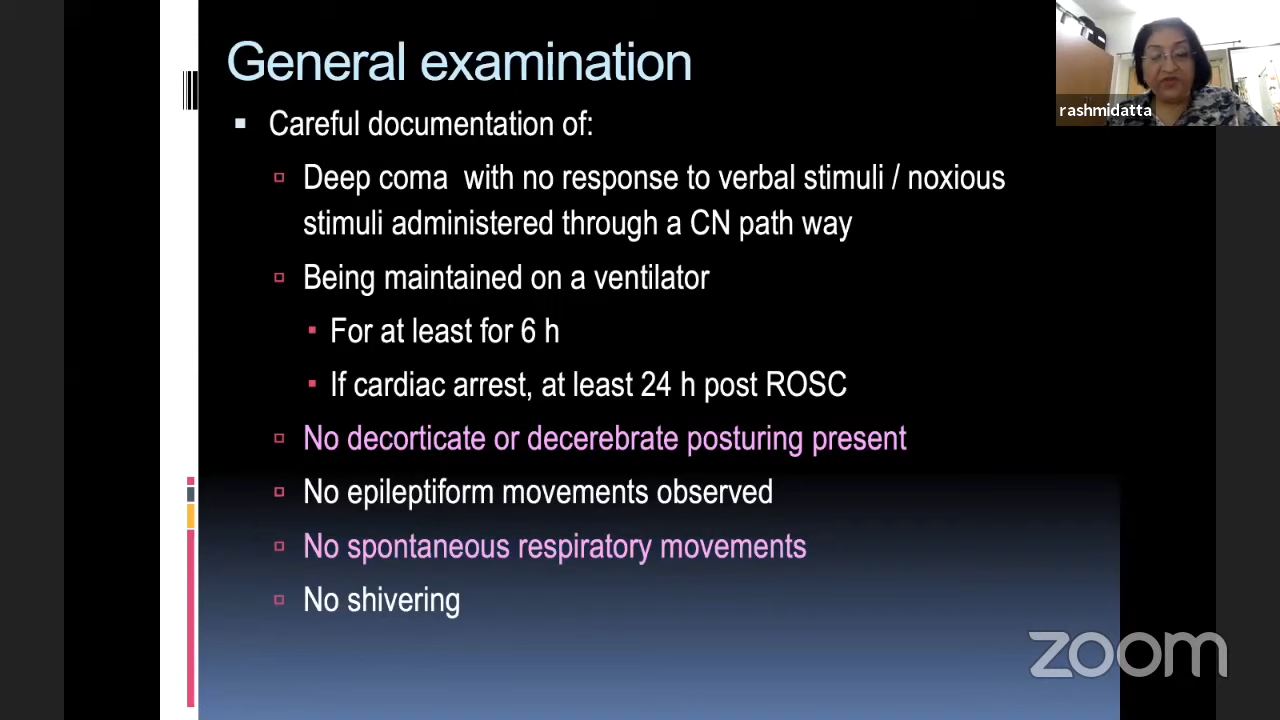 General examination
rashmidatta
Careful documentation of:
Deep coma with no response to verbal stimuli / noxious
stimuli administered through a CN path way
Being maintained on a ventilator
For at least for 6 h
If cardiac arrest, at least 24 h post ROSC
No decorticate or decerebrate posturing present
No epileptiform movements observed
No spontaneous respiratory movements
No shivering
zoom